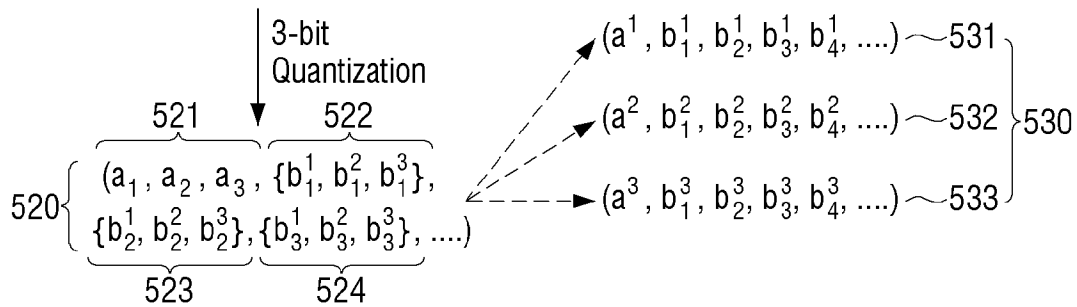 3-bit
Quantization
521 522
520
(a₁, a₂, a₃, {b₁¹, b₁², b₁³},
{b₂¹, b₂², b₂³}, {b₃¹, b₃², b₃³}, ....)
523 524
(a¹, b₁¹, b₂¹, b₃¹, b₄¹, ....) 531
(a², b₁², b₂², b₃², b₄², ....) 532
(a³, b₁³, b₂³, b₃³, b₄³, ....) 533
530